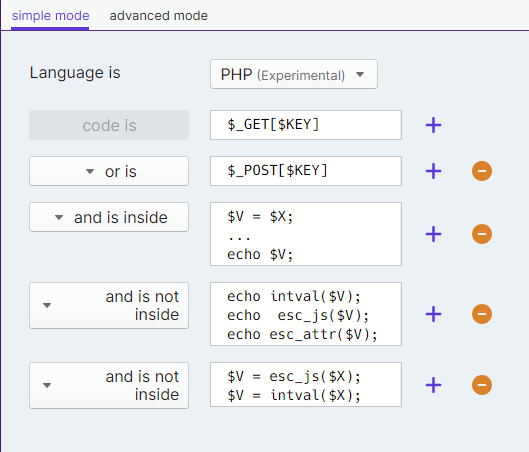 simple mode advanced mode
Language is PHP (Experimental)
code is $_GET[$KEY]
or is $_POST[$KEY]
and is inside
$V = $X;
...
echo $V;
and is not
inside
echo intval($V);
echo  esc_js($V);
echo esc_attr($V);
and is not
inside
$V = esc_js($X);
$V = intval($X);